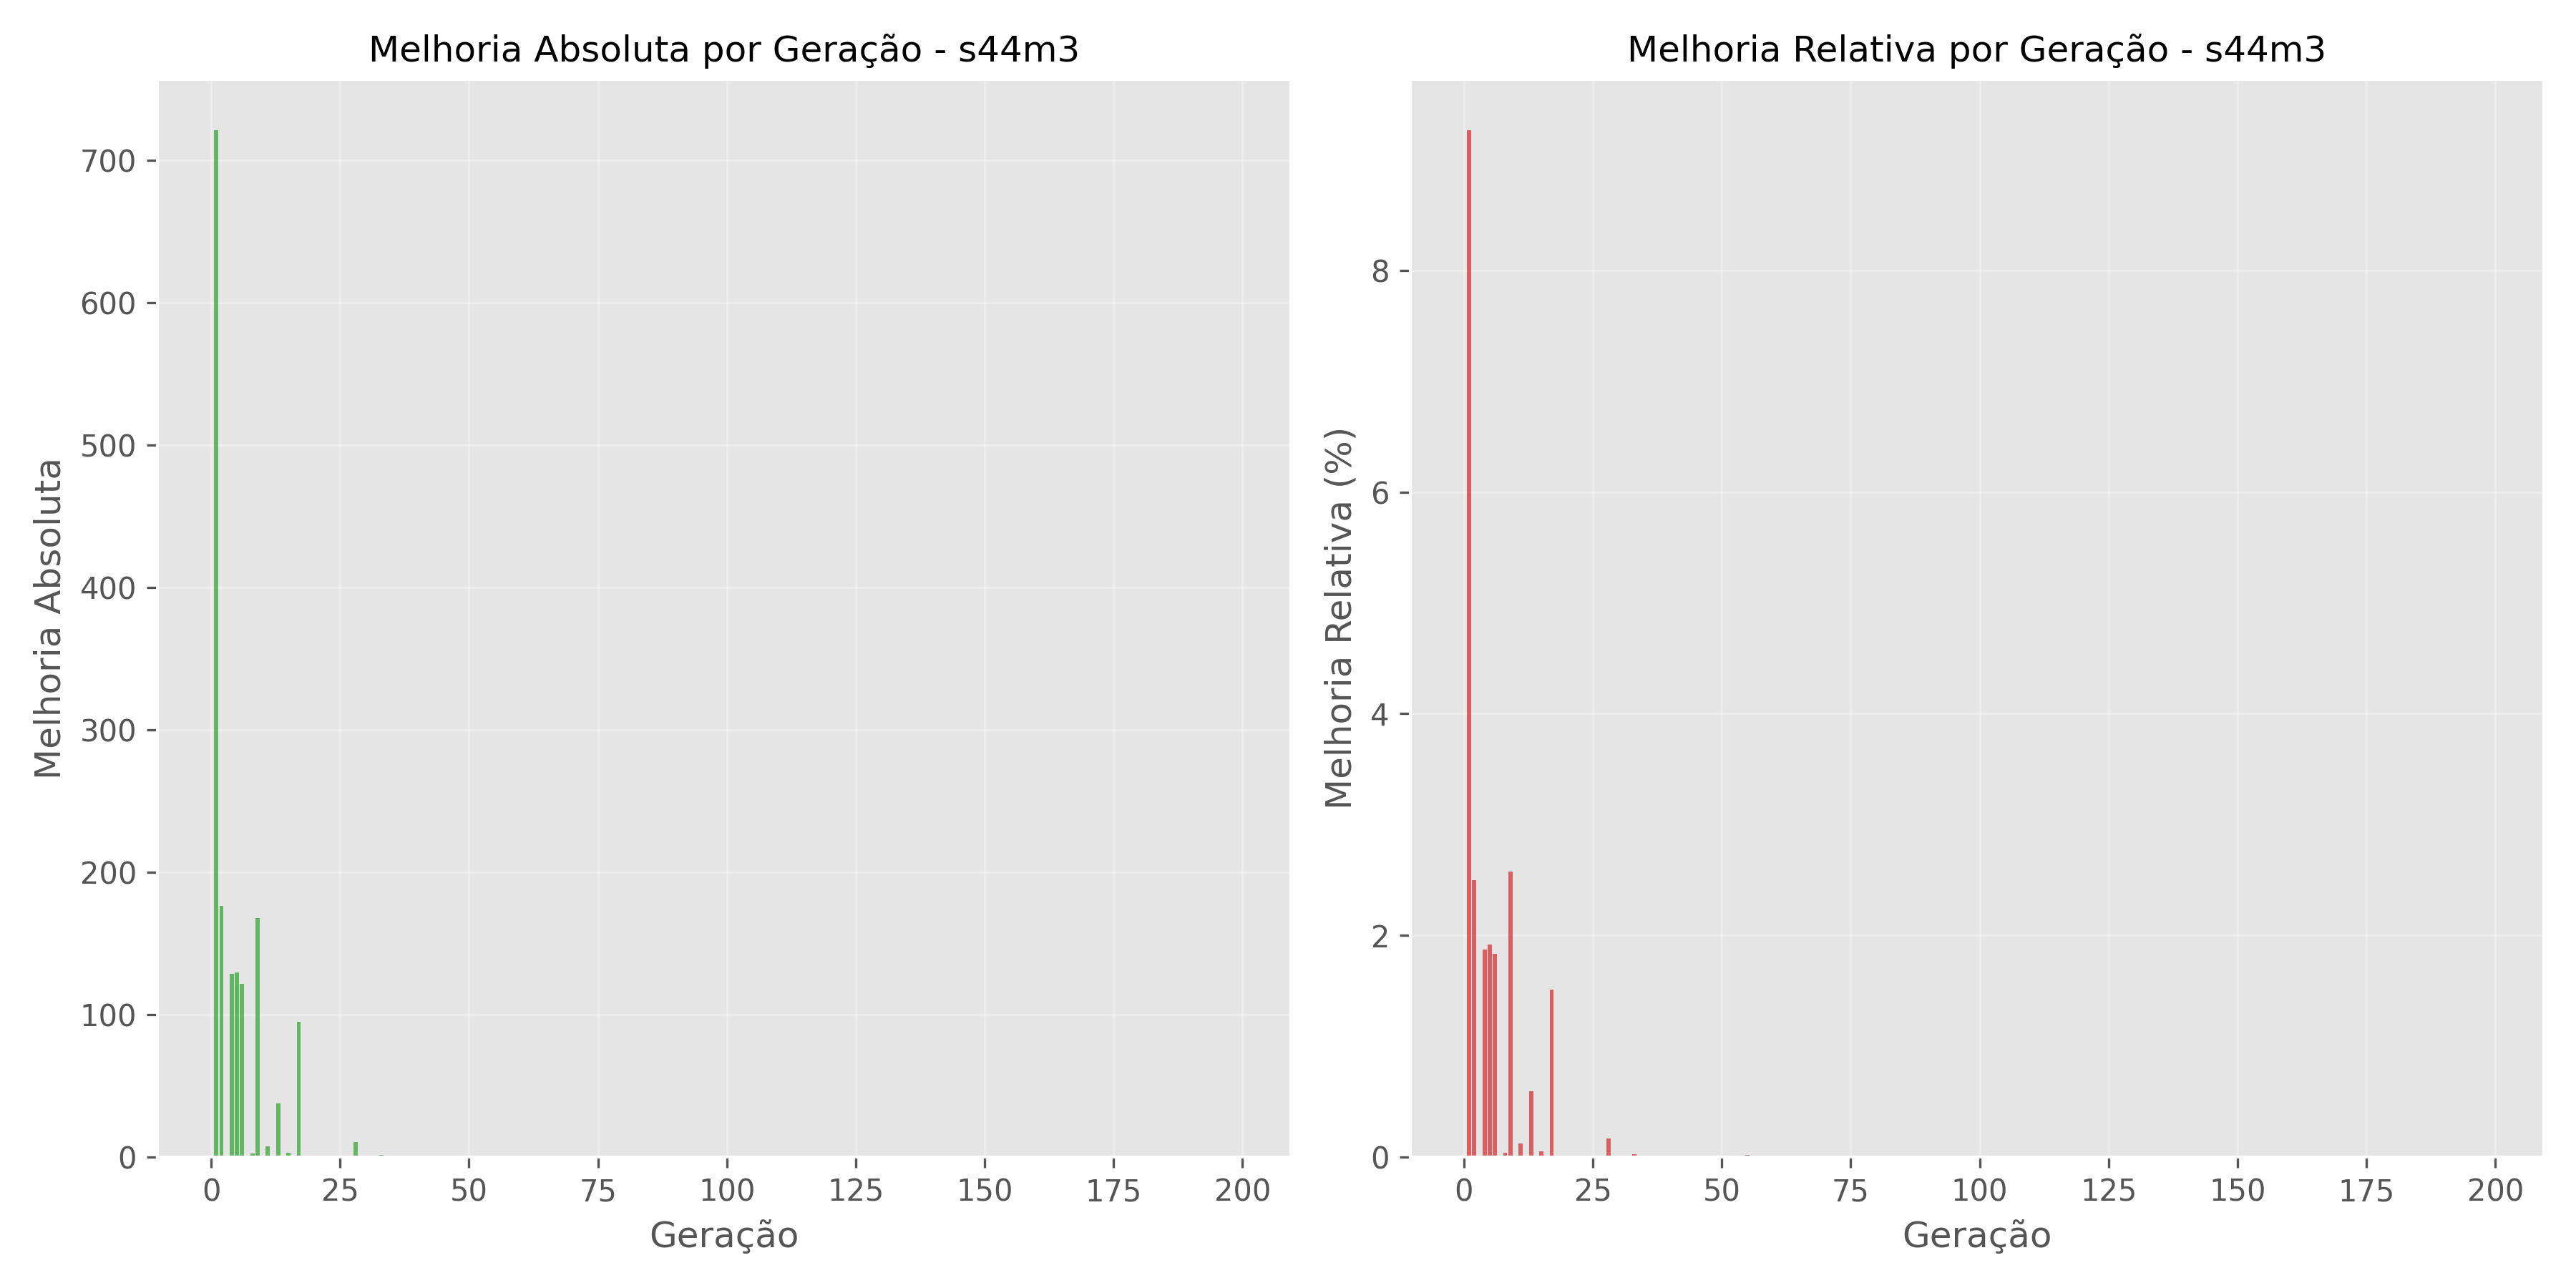 Melhoria Absoluta por Geração - s44m3
Melhoria Absoluta
700
600
500
400
300
200
100
0
0 25 50 75 100 125 150 175 200
Geração
Melhoria Relativa por Geração - s44m3
Melhoria Relativa (%)
8
6
4
2
0
0 25 50 75 100 125 150 175 200
Geração